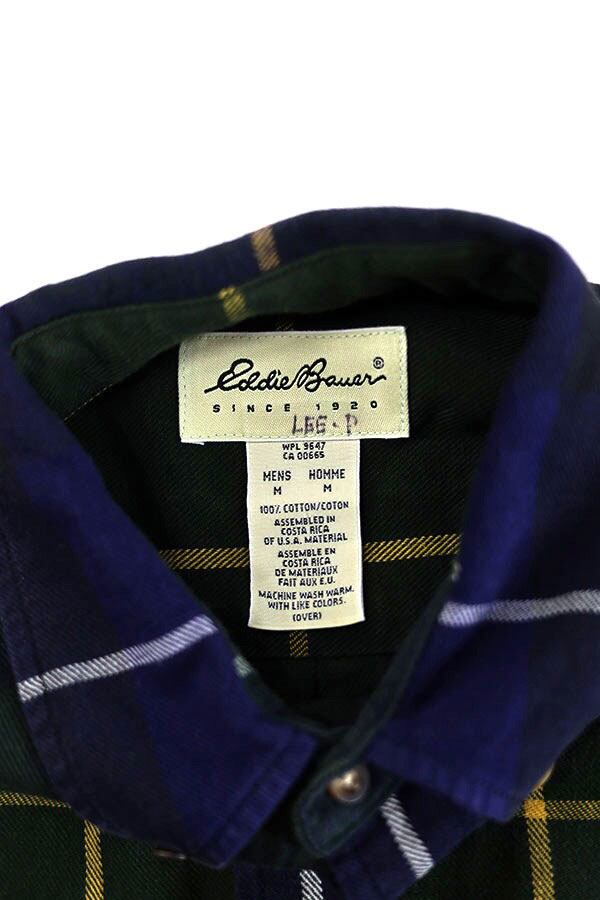 Eddie Bauer®
SINCE 1920
LEE·P
WPL 9647
CA 00665
MENS HOMME
M M
100% COTTON/COTON
ASSEMBLED IN
COSTA RICA
OF U.S.A. MATERIAL
ASSEMBLE EN
COSTA RICA
DE MATERIAUX
FAIT AUX E.U.
MACHINE WASH WARM.
WITH LIKE COLORS.
(OVER)